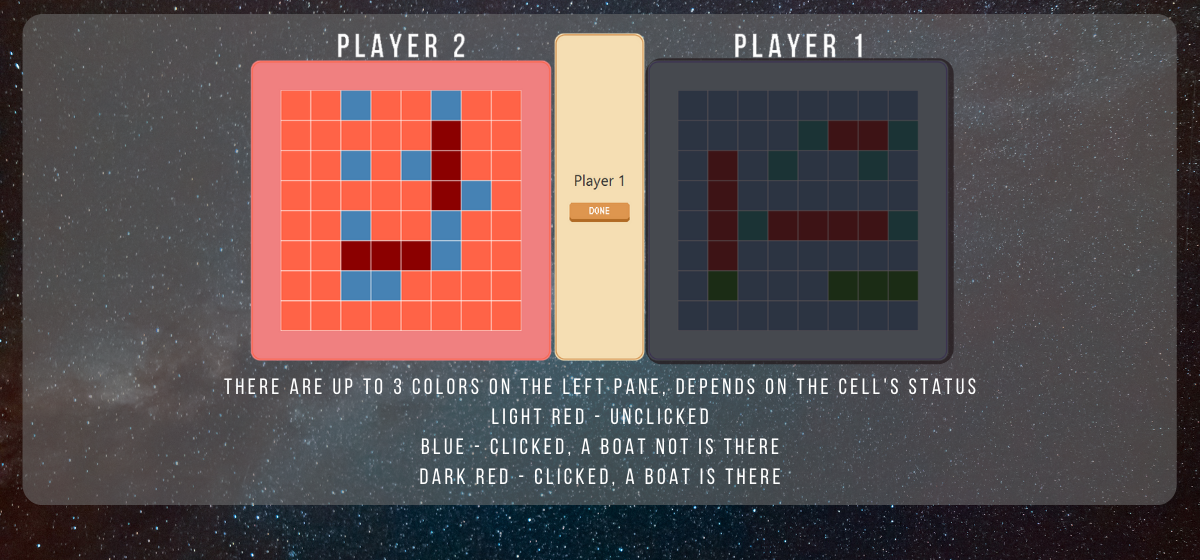 PLAYER 2
PLAYER 1
Player 1
DONE
THERE ARE UP TO 3 COLORS ON THE LEFT PANE, DEPENDS ON THE CELL'S STATUS
LIGHT RED - UNCLICKED
BLUE - CLICKED, A BOAT NOT IS THERE
DARK RED - CLICKED, A BOAT IS THERE